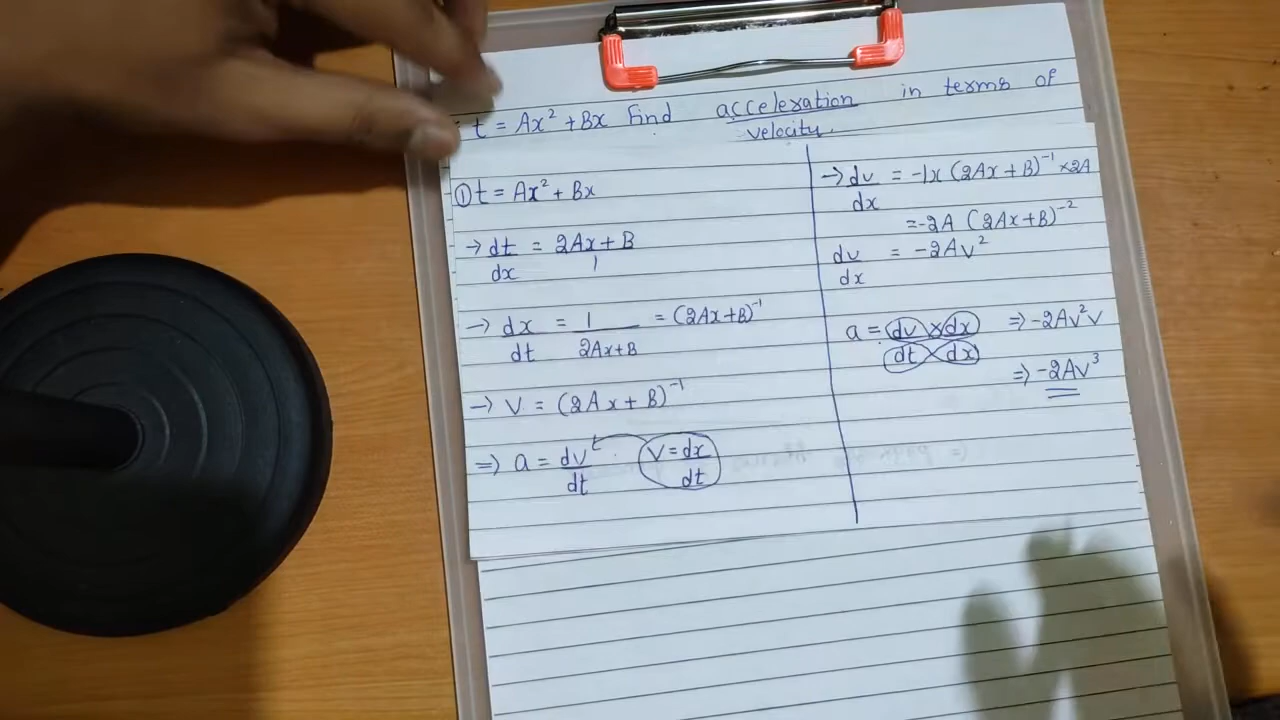 t = Ax² + Bx Find acceleration in terms of
velocity.
① t = Ax² + Bx
→ dt/dx = 2Ax + B / 1
→ dx/dt = 1/2Ax+B = (2Ax+B)⁻¹
→ V = (2Ax + B)⁻¹
⇒ a = dv/dt V = dx/dt
→ dv/dx = -1x (2Ax + B)⁻¹ × 2A
= -2A (2Ax+B)⁻²
dv/dx = -2AV²
a = dv/dt × dx/dx ⇒ -2AV²V
⇒ -2AV³